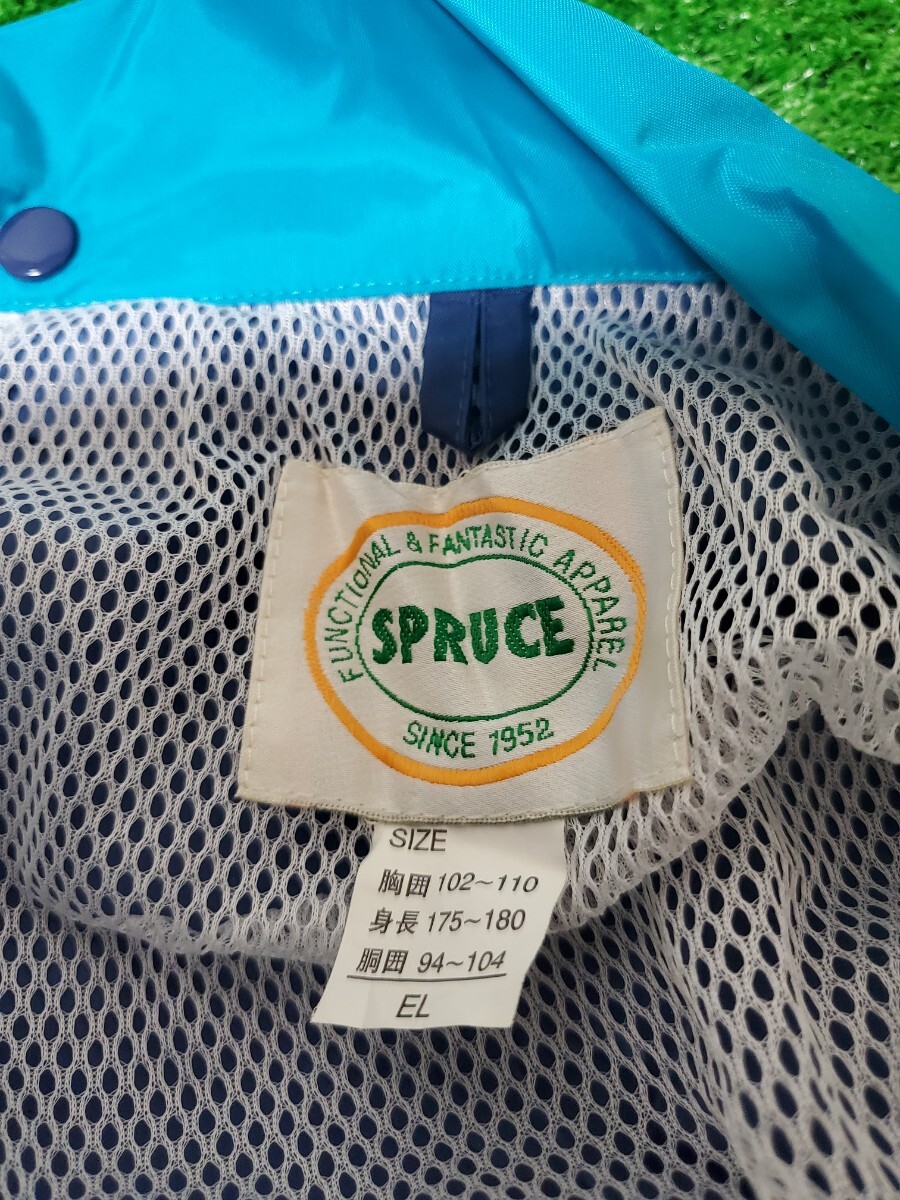 FUNCTIONAL & FANTASTIC APPAREL
SPRUCE
SINCE 1952
SIZE
胸囲 102～110
身長 175～180
胴囲 94～104
EL